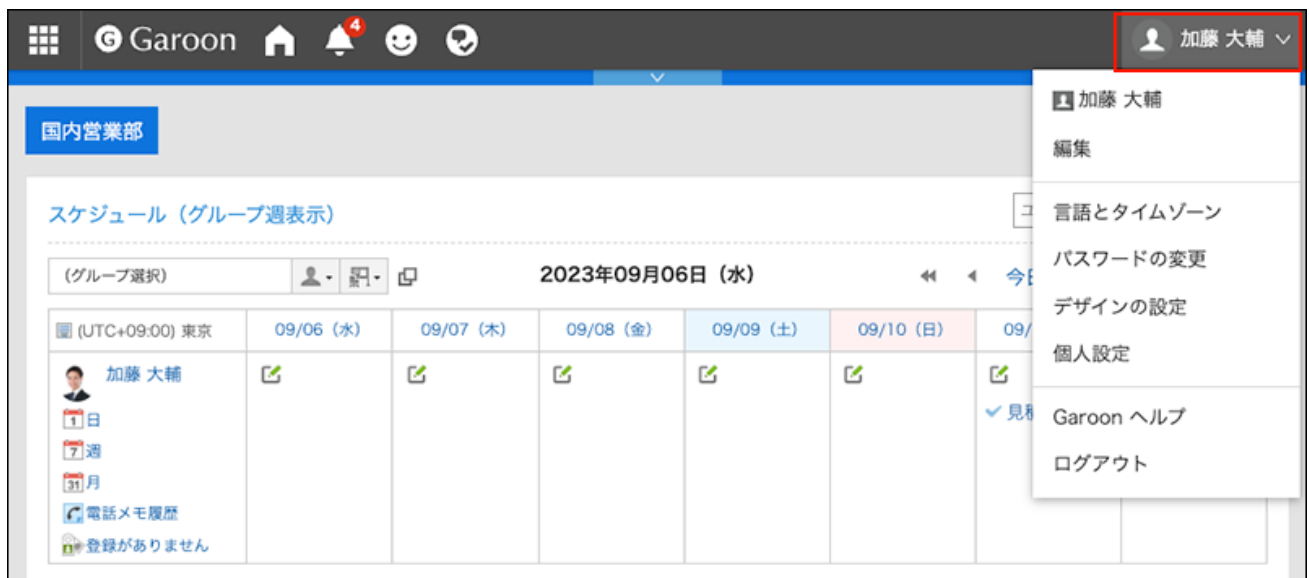 G Garoon 4 加藤 大輔
加藤 大輔
編集
言語とタイムゾーン
パスワードの変更
デザインの設定
個人設定
Garoon ヘルプ
ログアウト
国内営業部
スケジュール（グループ週表示）
(グループ選択) 2023年09月06日（水）
(UTC+09:00) 東京 09/06（水） 09/07（木） 09/08（金） 09/09（土） 09/10（日） 09/
加藤 大輔
1 日
7 週
31 月
電話メモ履歴
登録がありません